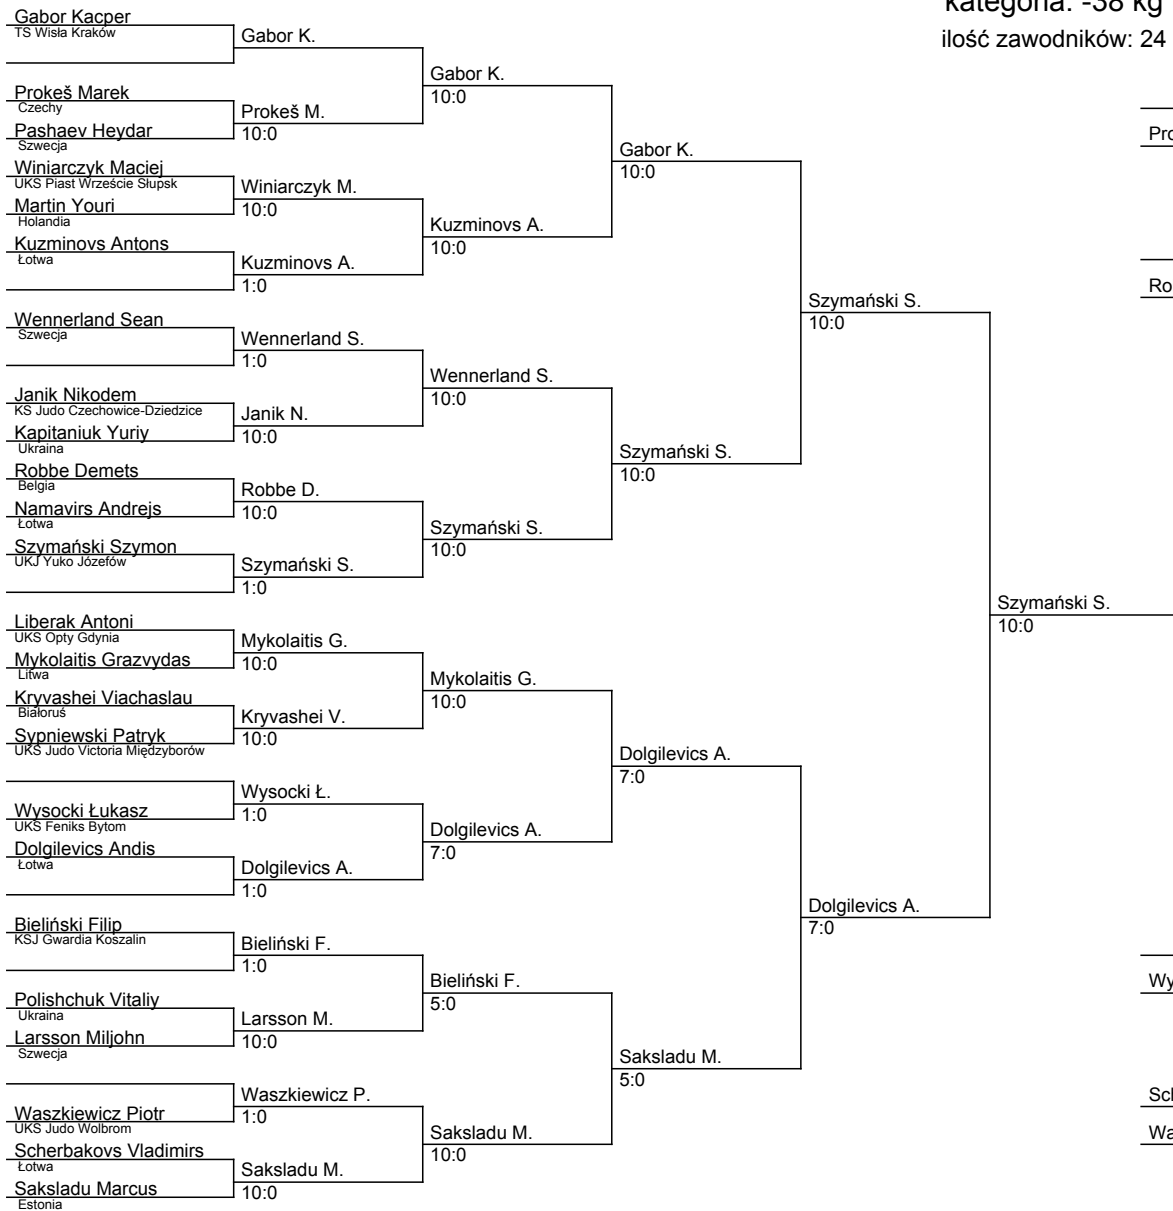 kategoria: -38 kg
ilość zawodników: 24
Gabor Kacper
TS Wisła Kraków
Prokeš Marek
Czechy
Pashaev Heydar
Szwecja
Winiarczyk Maciej
UKS Piast Wrzeście Słupsk
Martin Youri
Holandia
Kuzminovs Antons
Łotwa
Wennerland Sean
Szwecja
Janik Nikodem
KS Judo Czechowice-Dziedzice
Kapitaniuk Yuriy
Ukraina
Robbe Demets
Belgia
Namavirs Andrejs
Łotwa
Szymański Szymon
UKJ Yuko Józefów
Liberak Antoni
UKS Opty Gdynia
Mykolaitis Grazvydas
Litwa
Kryvashei Viachaslau
Białoruś
Sypniewski Patryk
UKS Judo Victoria Międzyborów
Wysocki Łukasz
UKS Feniks Bytom
Dolgilevics Andis
Łotwa
Bieliński Filip
KSJ Gwardia Koszalin
Polishchuk Vitaliy
Ukraina
Larsson Miljohn
Szwecja
Waszkiewicz Piotr
UKS Judo Wolbrom
Scherbakovs Vladimirs
Łotwa
Saksladu Marcus
Estonia
Gabor K.
Prokeš M.
10:0
Winiarczyk M.
10:0
Kuzminovs A.
1:0
Wennerland S.
1:0
Janik N.
10:0
Robbe D.
10:0
Szymański S.
1:0
Mykolaitis G.
10:0
Kryvashei V.
10:0
Wysocki Ł.
1:0
Dolgilevics A.
1:0
Bieliński F.
1:0
Larsson M.
10:0
Waszkiewicz P.
1:0
Saksladu M.
10:0
Gabor K.
10:0
Kuzminovs A.
10:0
Wennerland S.
10:0
Szymański S.
10:0
Mykolaitis G.
10:0
Dolgilevics A.
7:0
Bieliński F.
5:0
Saksladu M.
10:0
Gabor K.
10:0
Szymański S.
10:0
Dolgilevics A.
7:0
Saksladu M.
5:0
Szymański S.
10:0
Dolgilevics A.
7:0
Szymański S.
10:0